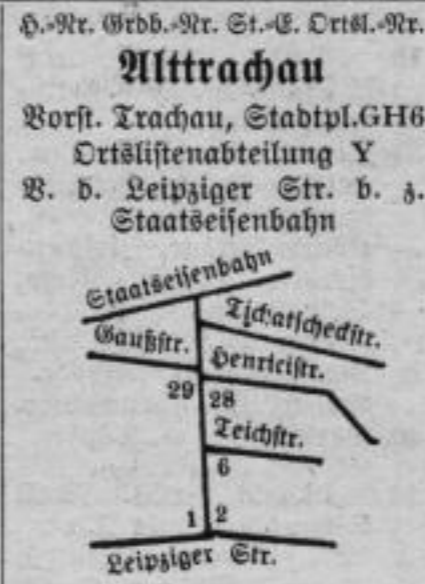 H.-Nr. Grdb.-Nr. St.-E. Ortsl.-Nr.
Alttrachau
Vorst. Trachau, Stadtpl.GH6
Ortslistenabteilung Y
V. d. Leipziger Str. b. z.
Staatseisenbahn
Staatseisenbahn
Tichatscheckstr.
Gaußstr.
Henricistr.
29 28
Teichstr.
6
1 2
Leipziger Str.